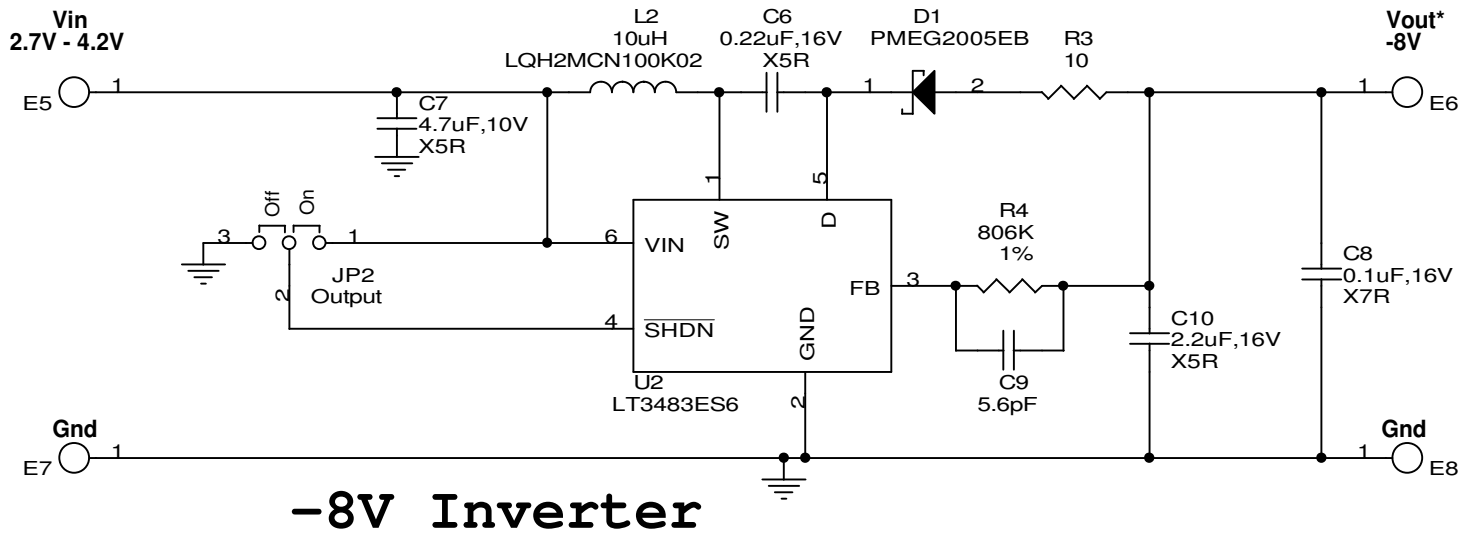 Vin
2.7V - 4.2V
E5
1
L2
10uH
LQH2MCN100K02
C6
0.22uF,16V
X5R
D1
PMEG2005EB
1
2
R3
10
Vout*
-8V
1
E6
C7
4.7uF,10V
X5R
Off
On
3
1
2
JP2
Output
1
5
6
VIN
SW
D
FB
3
4
SHDN
GND
2
U2
LT3483ES6
R4
806K
1%
C9
5.6pF
C10
2.2uF,16V
X5R
C8
0.1uF,16V
X7R
Gnd
E7
1
Gnd
1
E8
-8V Inverter